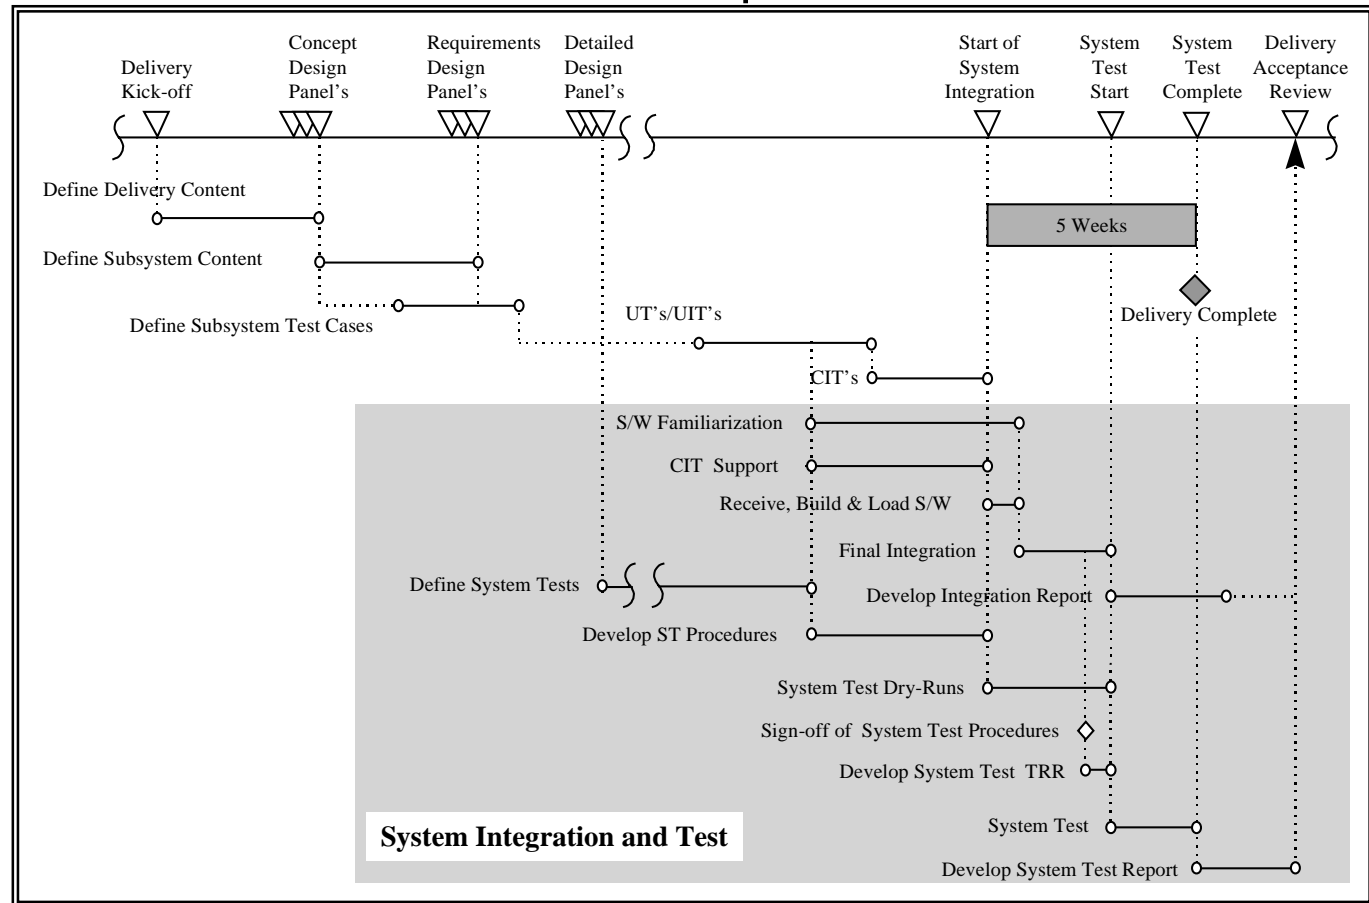 Delivery
Kick-off
Concept
Design
Panel's
Requirements
Design
Panel's
Detailed
Design
Panel's
Start of
System
Integration
System
Test
Start
System
Test
Complete
Delivery
Acceptance
Review
Define Delivery Content
5 Weeks
Define Subsystem Content
Define Subsystem Test Cases
UT's/UIT's
Delivery Complete
CIT's
S/W Familiarization
CIT Support
Receive, Build & Load S/W
Final Integration
Define System Tests
Develop Integration Report
Develop ST Procedures
System Test Dry-Runs
Sign-off of System Test Procedures
Develop System Test TRR
System Integration and Test
System Test
Develop System Test Report